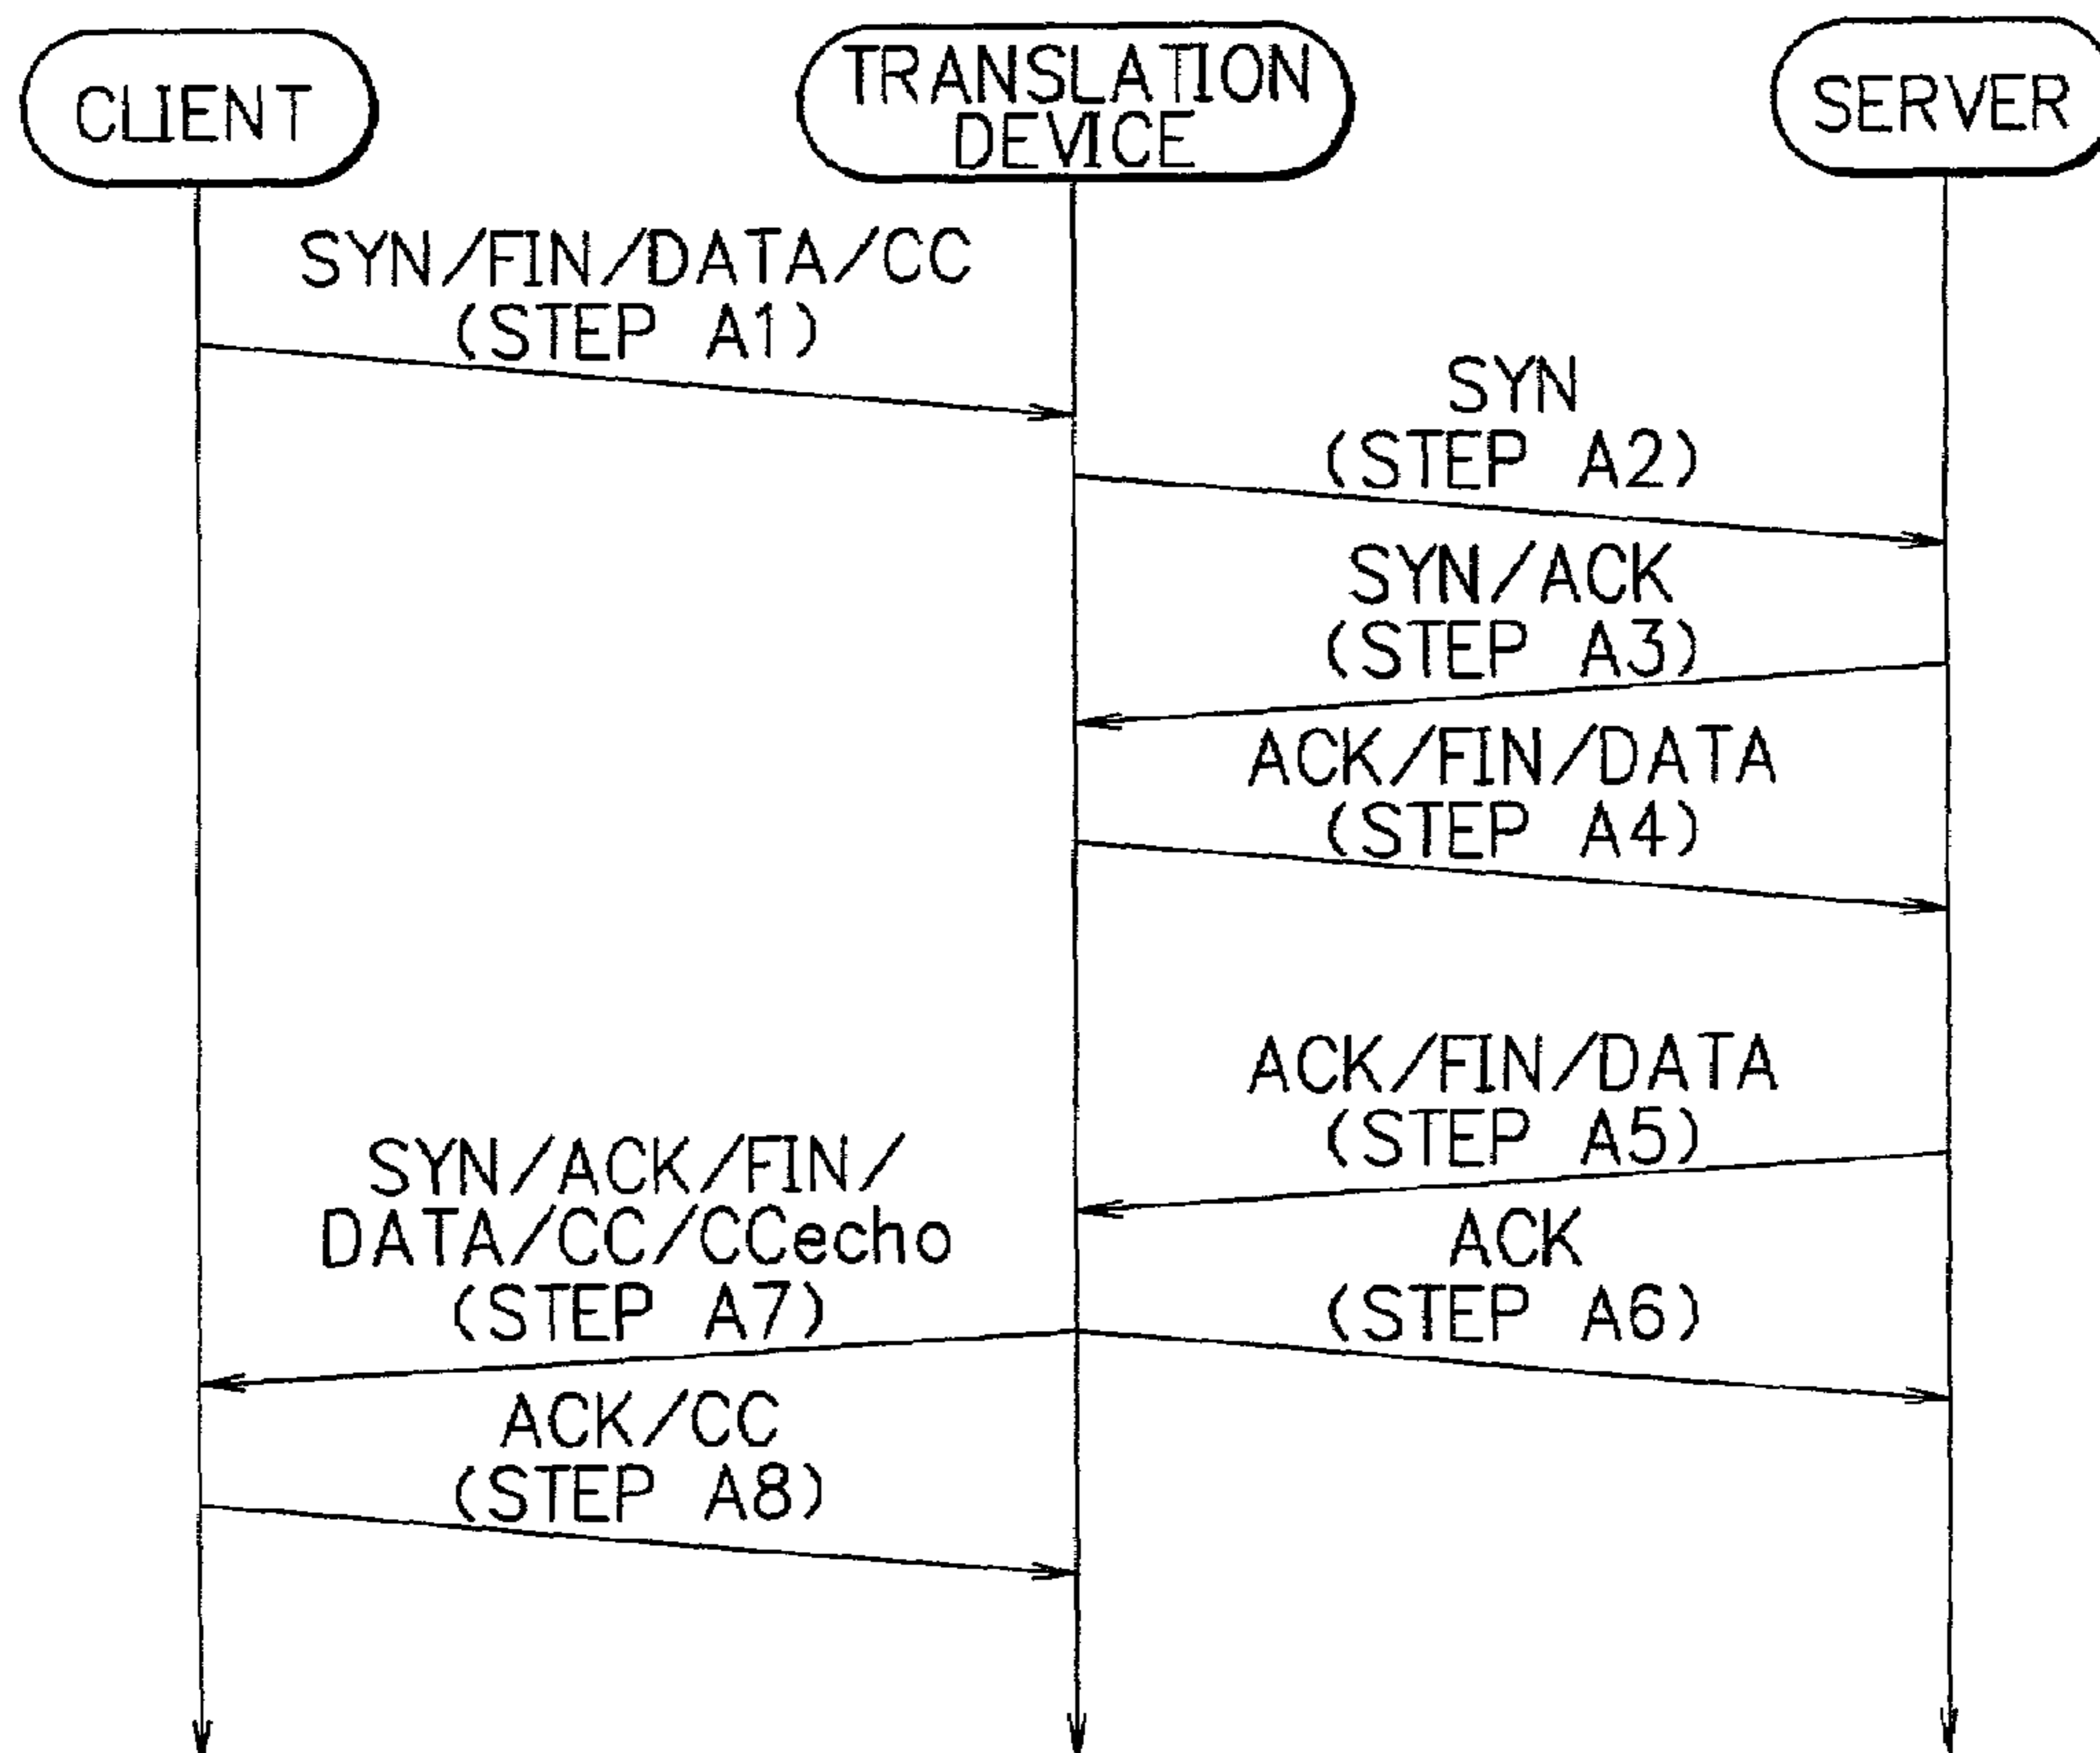 CLIENT
TRANSLATION
DEVICE
SERVER
SYN/FIN/DATA/CC
(STEP A1)
SYN
(STEP A2)
SYN/ACK
(STEP A3)
ACK/FIN/DATA
(STEP A4)
ACK/FIN/DATA
(STEP A5)
SYN/ACK/FIN/
DATA/CC/CCecho
(STEP A7)
ACK
(STEP A6)
ACK/CC
(STEP A8)